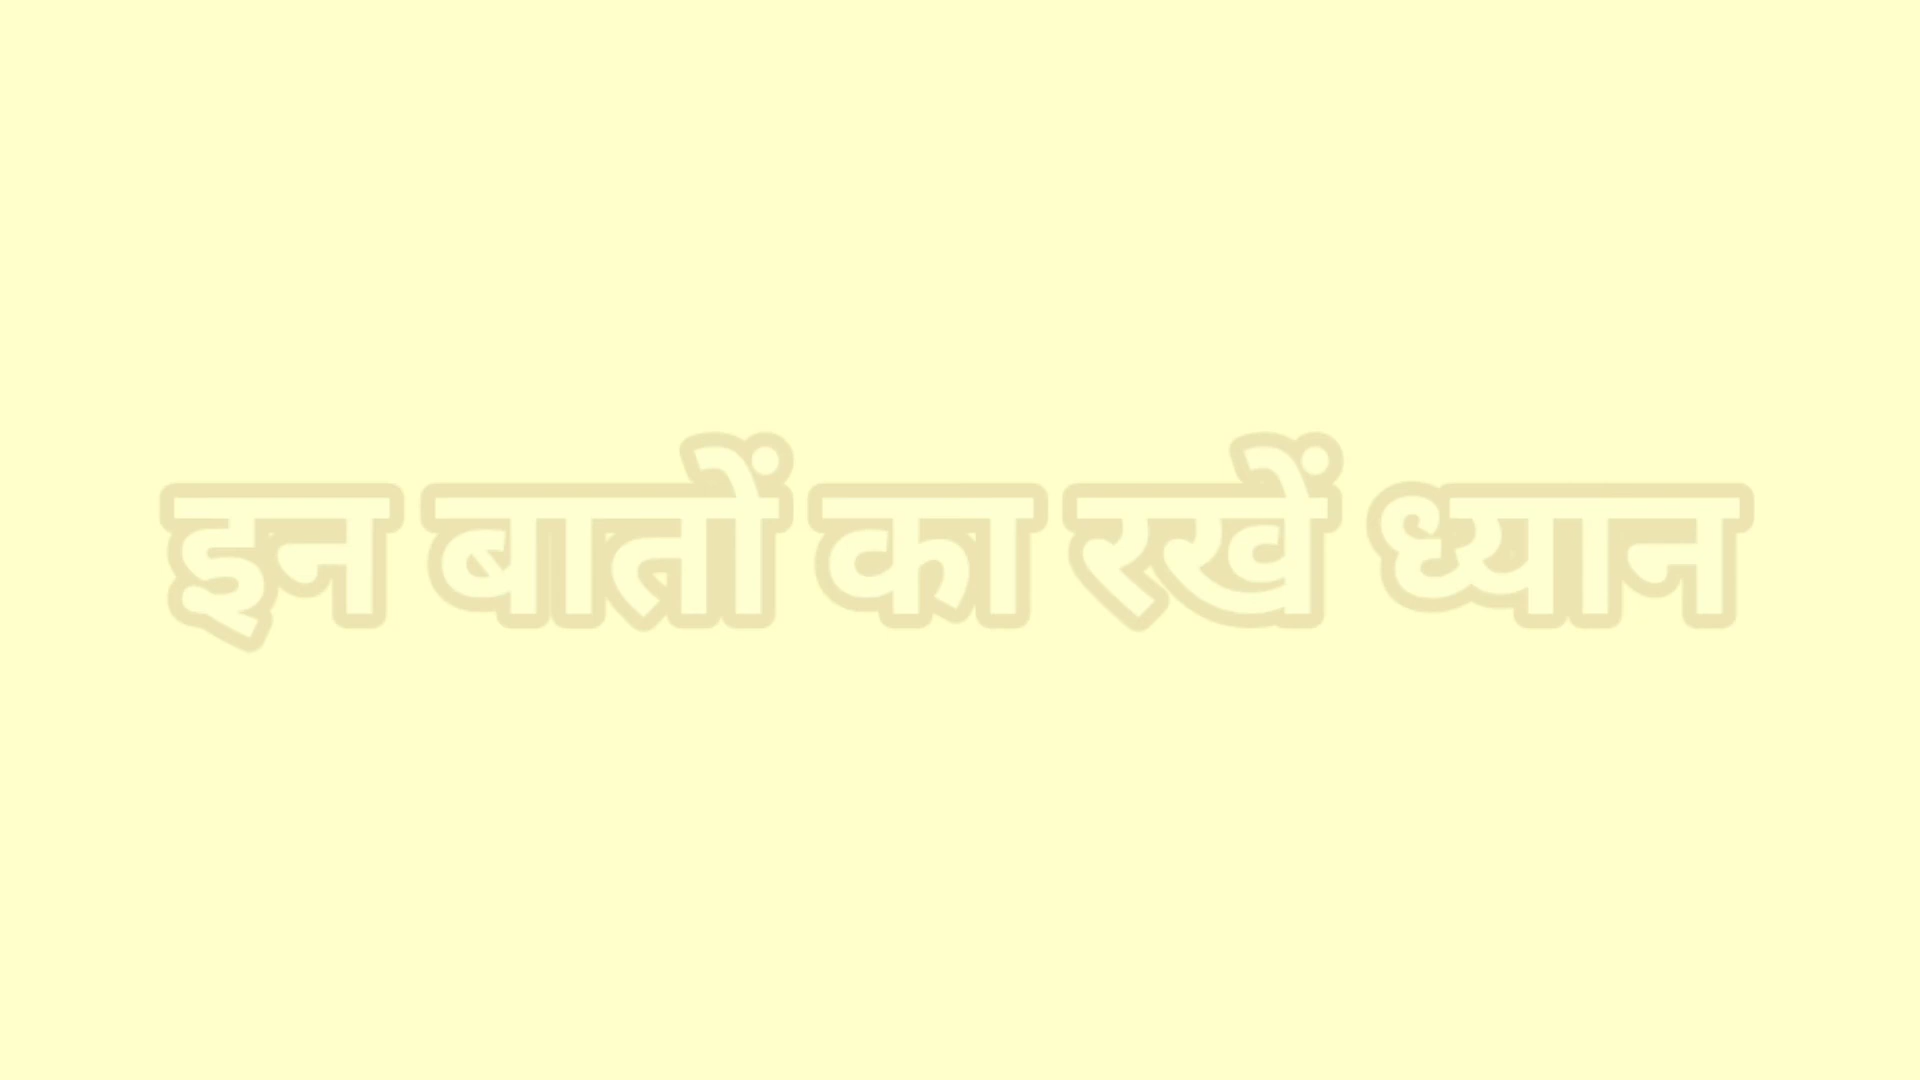 इन बातों का रखें ध्यान